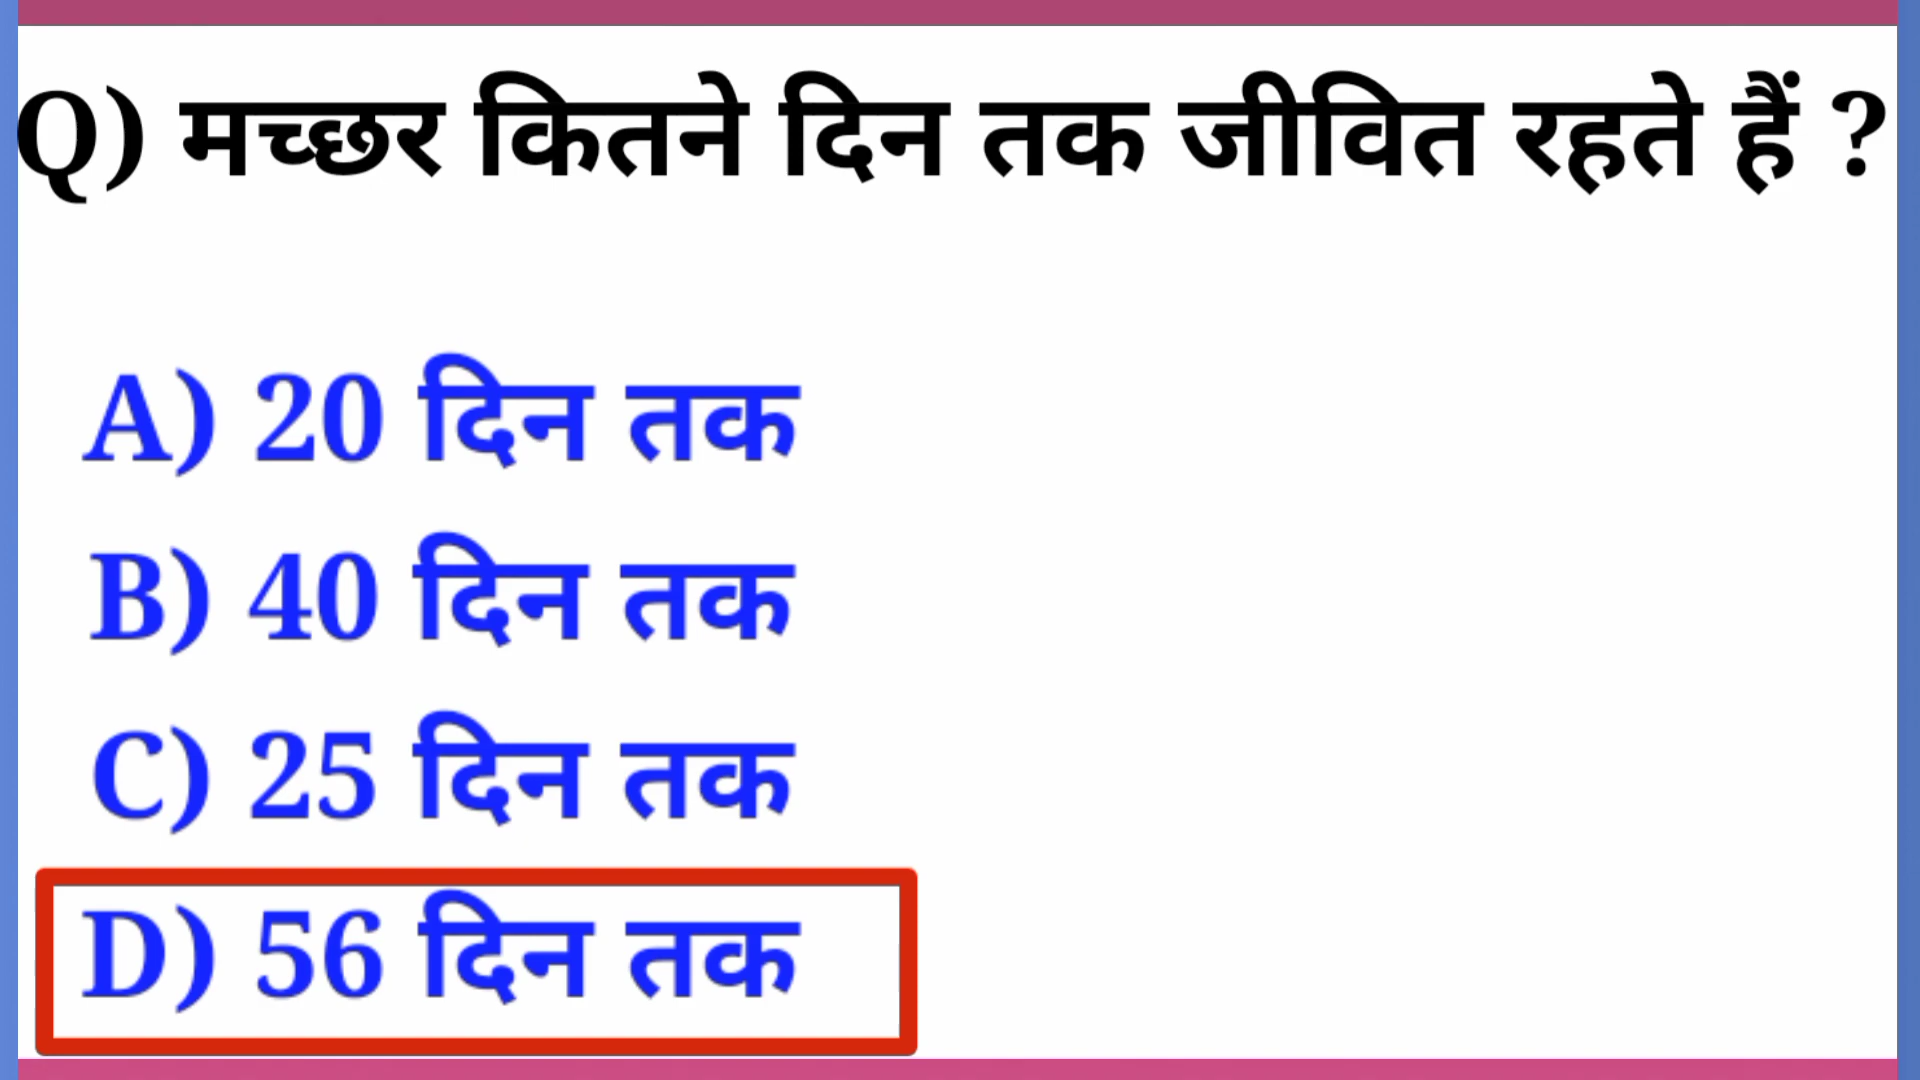 Q) मच्छर कितने दिन तक जीवित रहते हैं ?
A) 20 दिन तक
B) 40 दिन तक
C) 25 दिन तक
D) 56 दिन तक